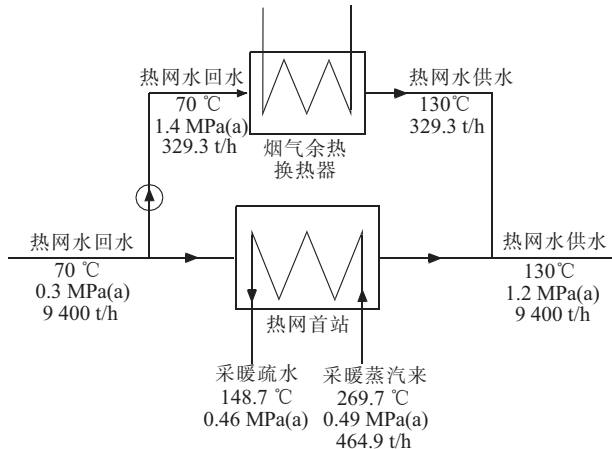 热网水回水
70 ℃
1.4 MPa(a)
329.3 t/h
烟气余热
换热器
热网水供水
130℃
329.3 t/h
热网水回水
70 ℃
0.3 MPa(a)
9 400 t/h
热网首站
热网水供水
130℃
1.2 MPa(a)
9 400 t/h
采暖疏水
148.7 ℃
0.46 MPa(a)
采暖蒸汽来
269.7 ℃
0.49 MPa(a)
464.9 t/h